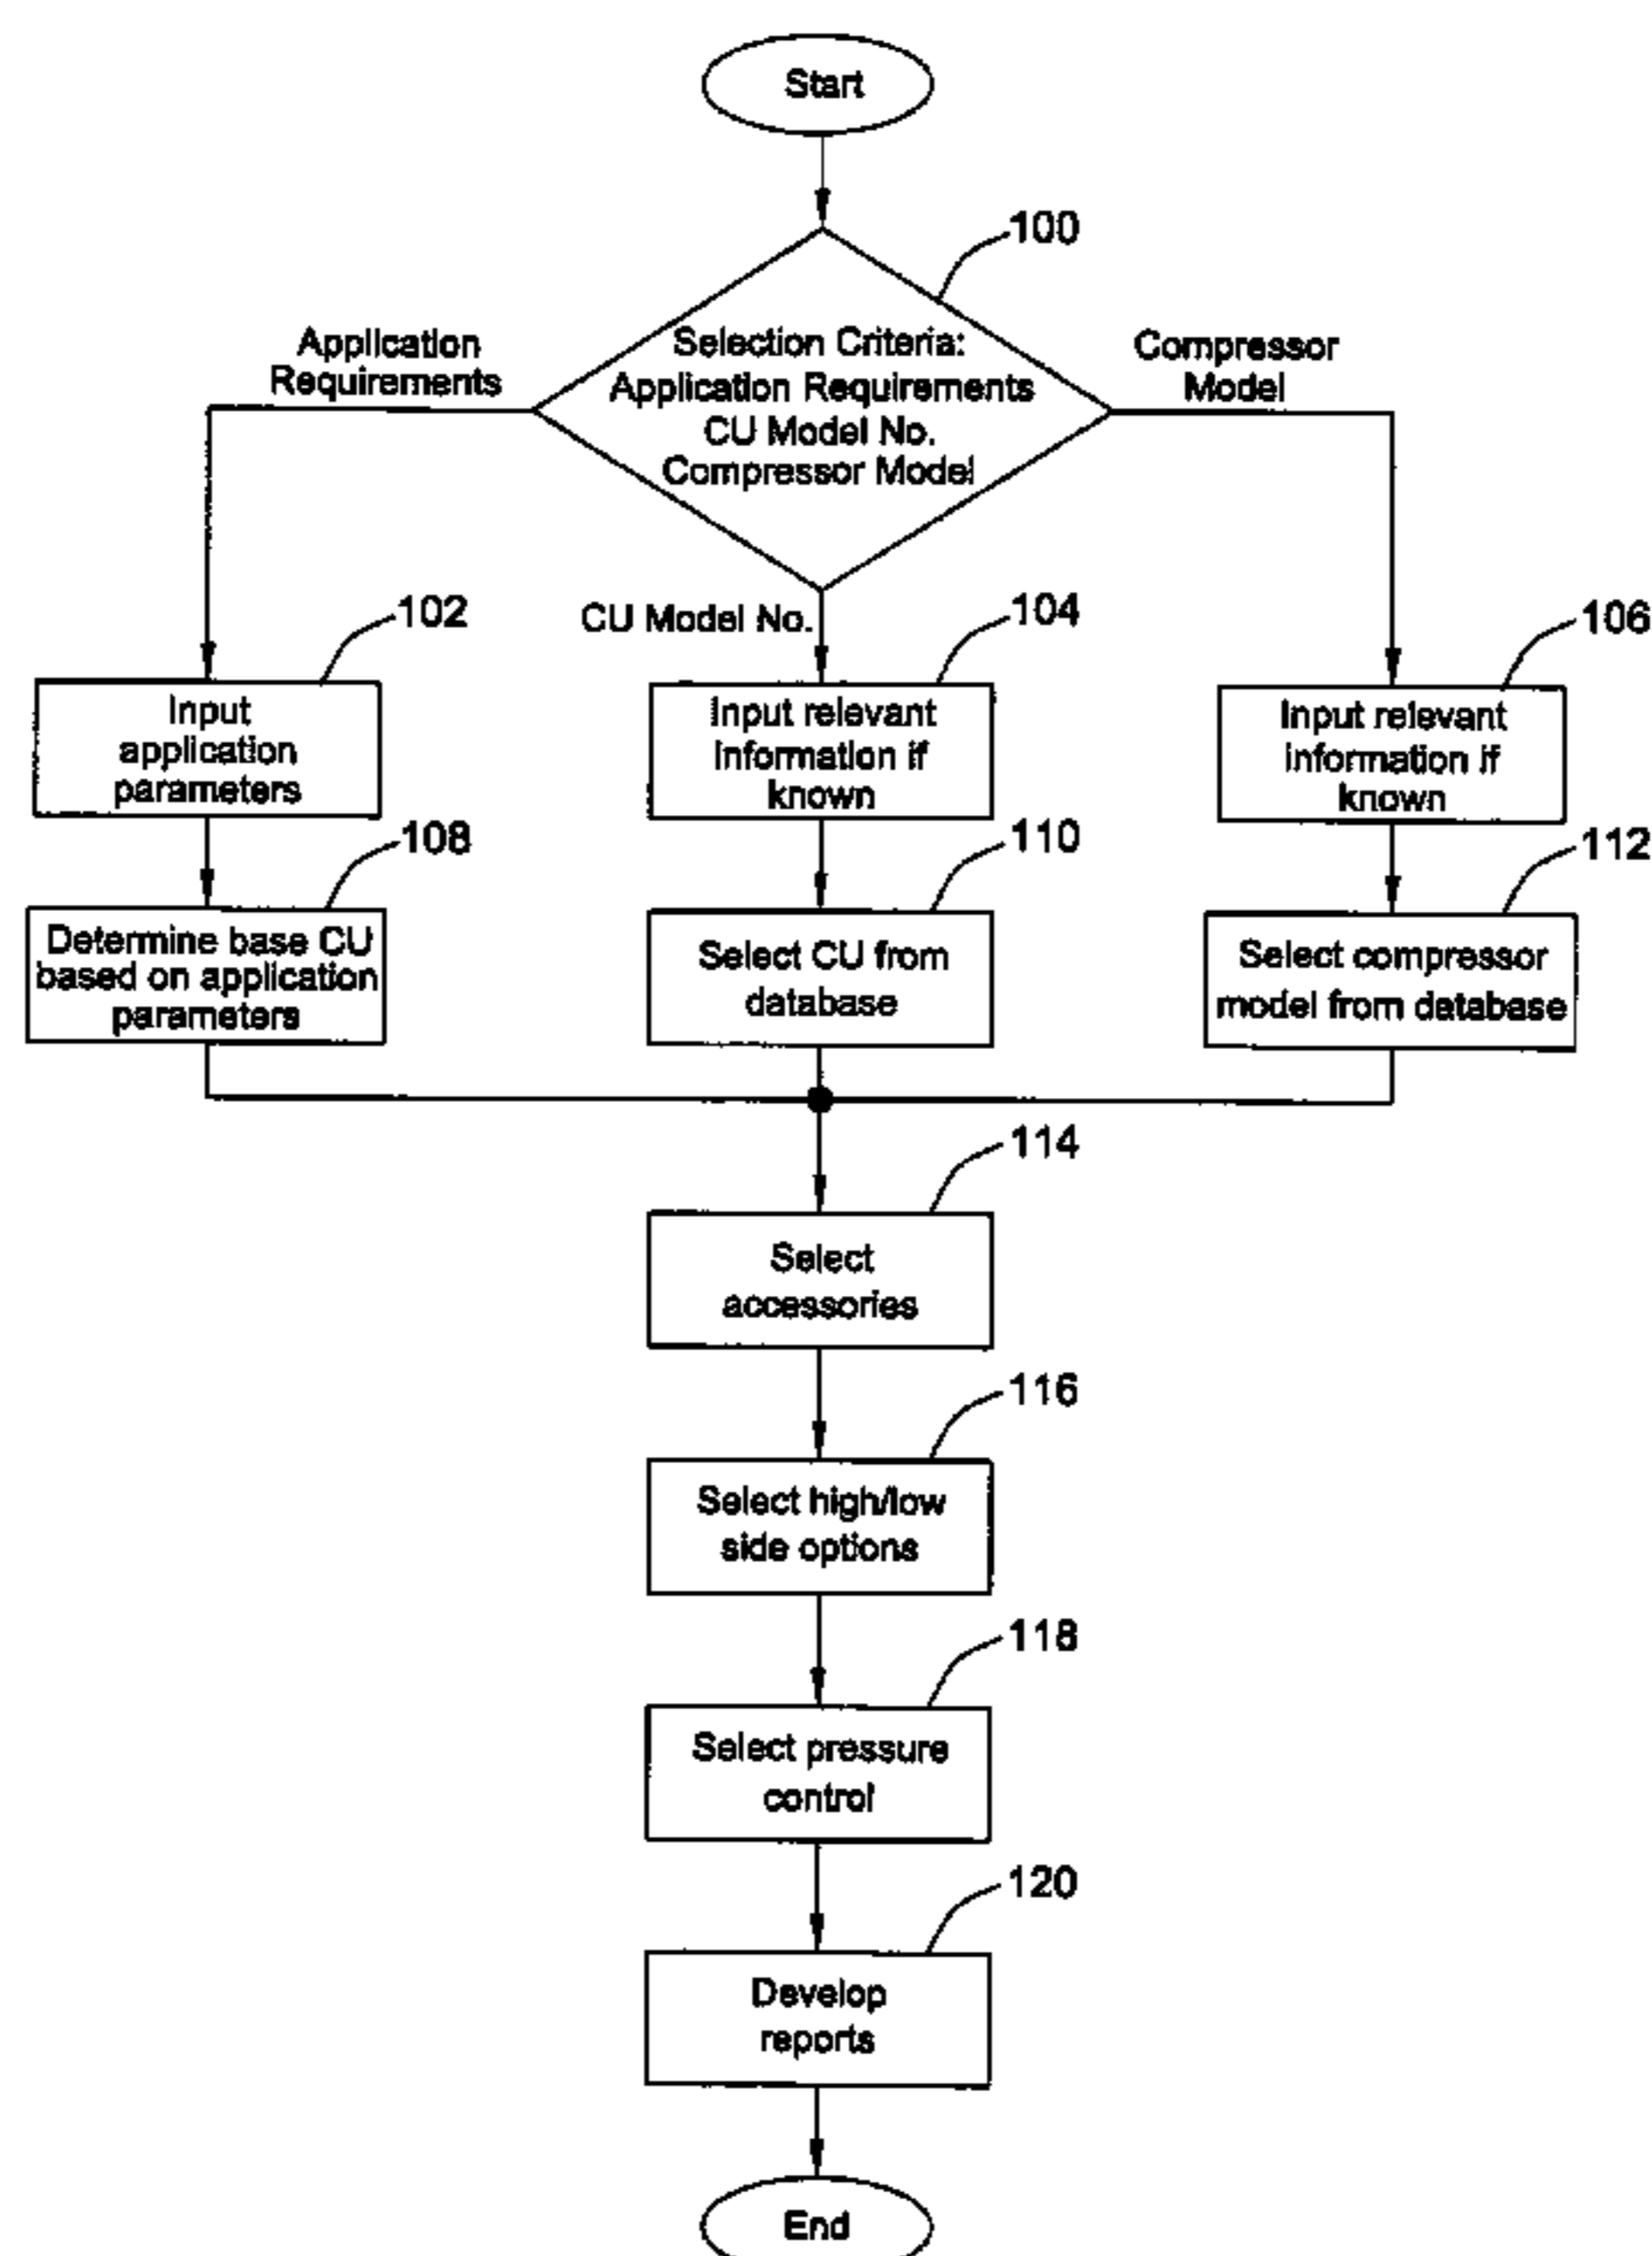 Start
100
Selection Criteria:
Application Requirements
CU Model No.
Compressor Model
Application
Requirements
Compressor
Model
CU Model No.
102
104
106
Input
application
parameters
Input relevant
information if
known
Input relevant
information if
known
108
110
112
Determine base CU
based on application
parameters
Select CU from
database
Select compressor
model from database
114
Select
accessories
116
Select high/low
side options
118
Select pressure
control
120
Develop
reports
End